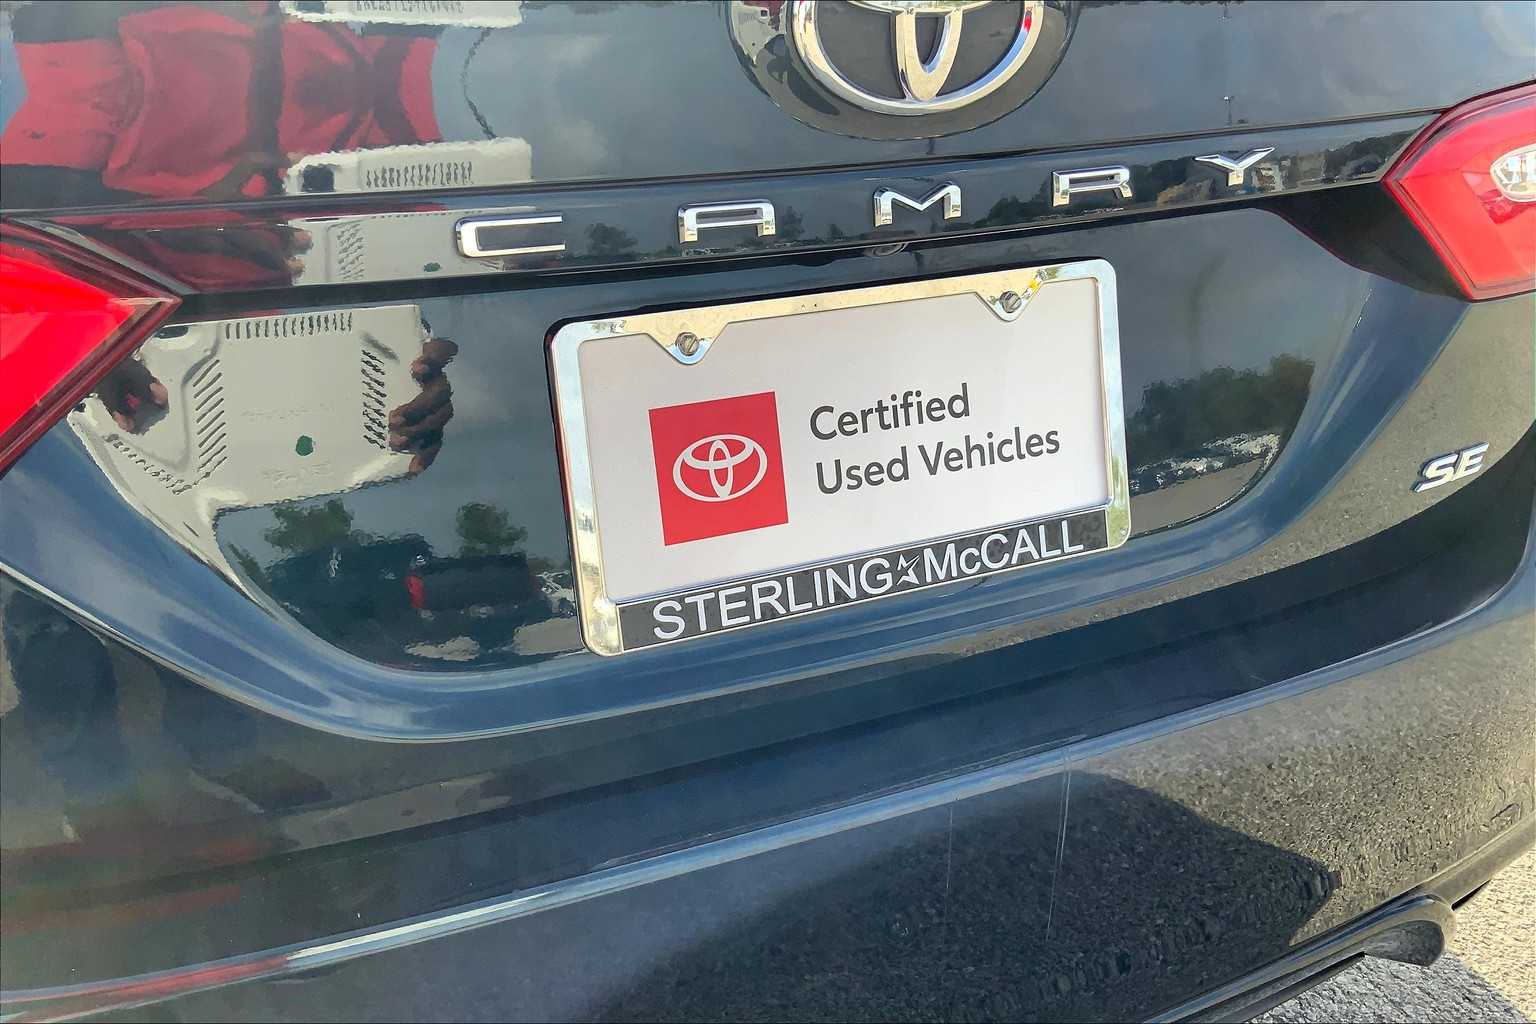 CAMRY
SE
Certified
Used Vehicles
STERLING McCALL